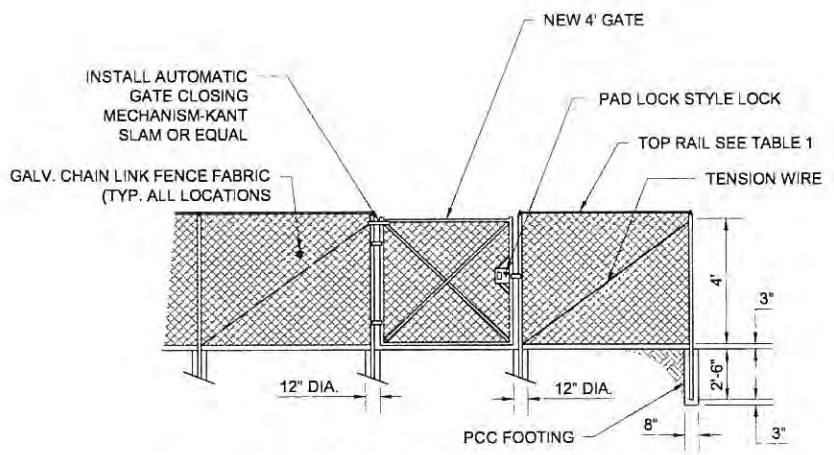 NEW 4' GATE
INSTALL AUTOMATIC
GATE CLOSING
MECHANISM-KANT
SLAM OR EQUAL
PAD LOCK STYLE LOCK
TOP RAIL SEE TABLE 1
GALV. CHAIN LINK FENCE FABRIC
(TYP. ALL LOCATIONS
TENSION WIRE
4'
3"
2'-6"
12" DIA.
12" DIA.
PCC FOOTING
8"
3"